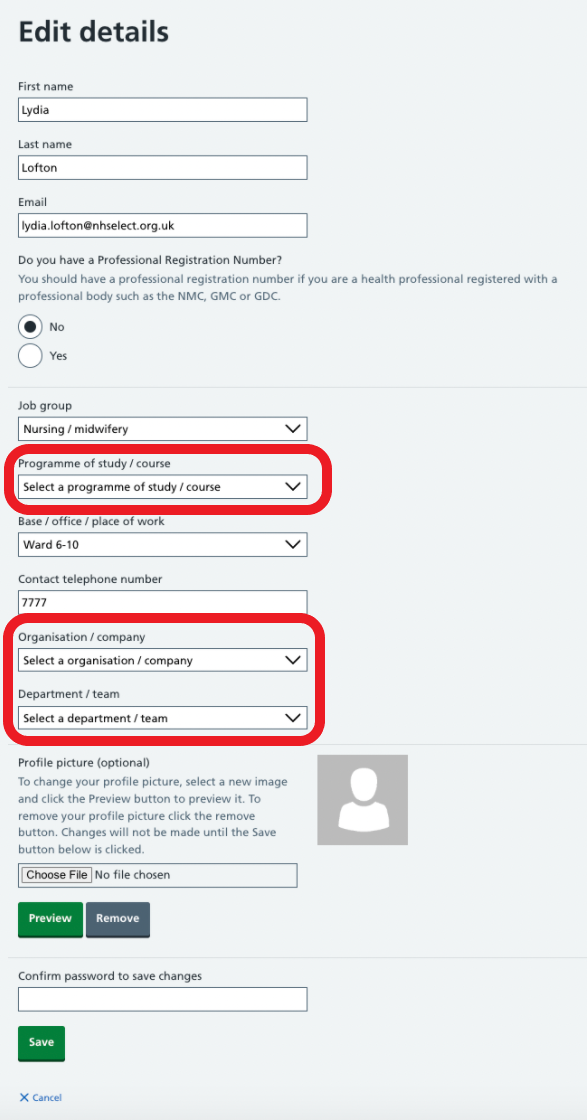 Edit details
First name
Lydia
Last name
Lofton
Email
lydia.lofton@nhselect.org.uk
Do you have a Professional Registration Number?
You should have a professional registration number if you are a health professional registered with a
professional body such as the NMC, GMC or GDC.
No
Yes
Job group
Nursing / midwifery
Programme of study / course
Select a programme of study / course
Base / office / place of work
Ward 6-10
Contact telephone number
7777
Organisation / company
Select a organisation / company
Department / team
Select a department / team
Profile picture (optional)
To change your profile picture, select a new image
and click the Preview button to preview it. To
remove your profile picture click the remove
button. Changes will not be made until the Save
button below is clicked.
Choose File No file chosen
Preview Remove
Confirm password to save changes
Save
Cancel